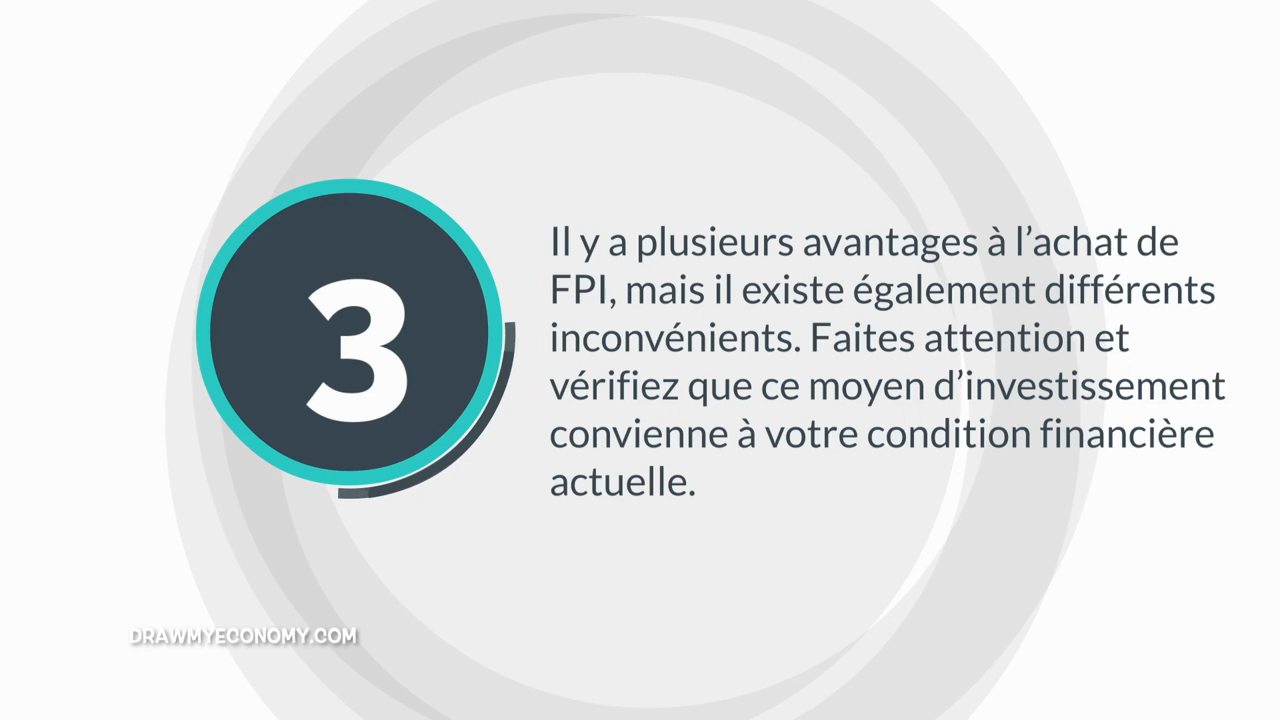 3
Il y a plusieurs avantages à l’achat de
FPI, mais il existe également différents
inconvénients. Faites attention et
vérifiez que ce moyen d’investissement
convienne à votre condition financière
actuelle.
DRAWMYECONOMY.COM